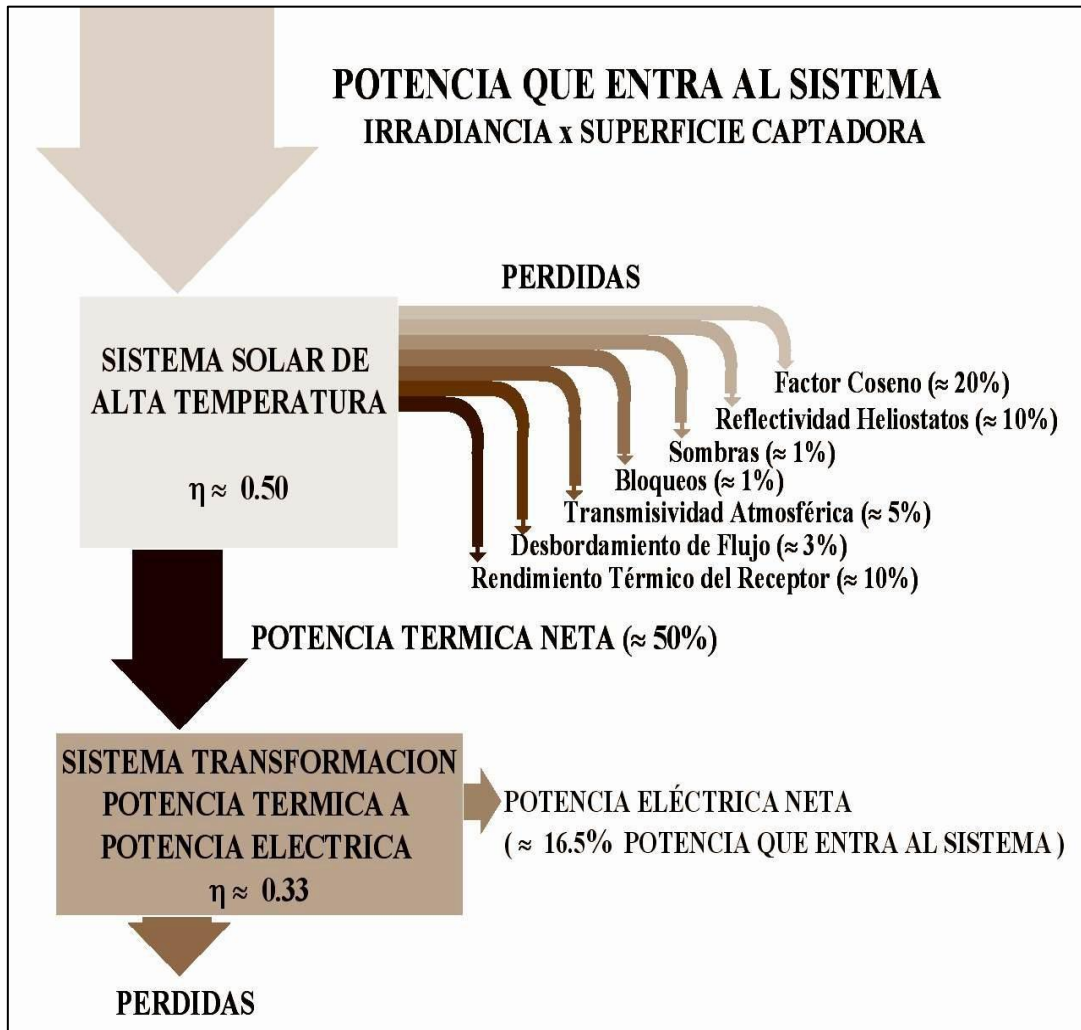 POTENCIA QUE ENTRA AL SISTEMA
IRRADIANCIA x SUPERFICIE CAPTADORA
PERDIDAS
SISTEMA SOLAR DE
ALTA TEMPERATURA
η ≈ 0.50
Factor Coseno (≈ 20%)
Reflectividad Heliostatos (≈ 10%)
Sombras (≈ 1%)
Bloqueos (≈ 1%)
Transmisividad Atmosférica (≈ 5%)
Desbordamiento de Flujo (≈ 3%)
Rendimiento Térmico del Receptor (≈ 10%)
POTENCIA TERMICA NETA (≈ 50%)
SISTEMA TRANSFORMACION
POTENCIA TERMICA A
POTENCIA ELECTRICA
η ≈ 0.33
POTENCIA ELÉCTRICA NETA
( ≈ 16.5% POTENCIA QUE ENTRA AL SISTEMA )
PERDIDAS